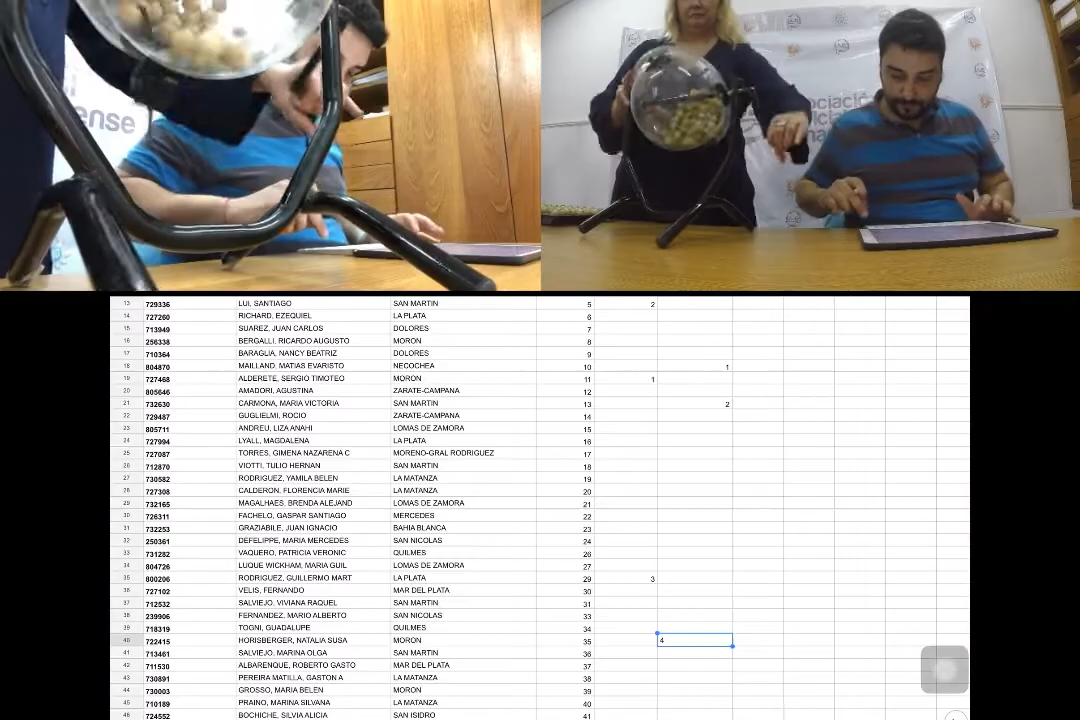 ense
ociació
icial
na
13 729336 LUI, SANTIAGO SAN MARTIN 5 2
14 727260 RICHARD, EZEQUIEL LA PLATA 6
15 713949 SUAREZ, JUAN CARLOS DOLORES 7
16 256338 BERGALLI, RICARDO AUGUSTO MORON 8
17 710364 BARAGLIA, NANCY BEATRIZ DOLORES 9
18 804870 MAILLAND, MATIAS EVARISTO NECOCHEA 10 1
19 727468 ALDERETE, SERGIO TIMOTEO MORON 11 1
20 805646 AMADORI, AGUSTINA ZARATE-CAMPANA 12
21 732630 CARMONA, MARIA VICTORIA SAN MARTIN 13 2
22 729487 GUGLIELMI, ROCIO ZARATE-CAMPANA 14
23 805711 ANDREU, LIZA ANAHI LOMAS DE ZAMORA 15
24 727994 LYALL, MAGDALENA LA PLATA 16
25 727087 TORRES, GIMENA NAZARENA C MORENO-GRAL RODRIGUEZ 17
26 712870 VIOTTI, TULIO HERNAN SAN MARTIN 18
27 730582 RODRIGUEZ, YAMILA BELEN LA MATANZA 19
28 727308 CALDERON, FLORENCIA MARIE LA MATANZA 20
29 732165 MAGALHAES, BRENDA ALEJAND LOMAS DE ZAMORA 21
30 726311 FACHELO, GASPAR SANTIAGO MERCEDES 22
31 732253 GRAZIABILE, JUAN IGNACIO BAHIA BLANCA 23
32 250361 DEFELIPPE, MARIA MERCEDES SAN NICOLAS 24
33 731282 VAQUERO, PATRICIA VERONIC QUILMES 26
34 804726 LUQUE WICKHAM, MARIA GUIL LOMAS DE ZAMORA 27
35 800206 RODRIGUEZ, GUILLERMO MART LA PLATA 29 3
36 727102 VELIS, FERNANDO MAR DEL PLATA 30
37 712532 SALVIEJO, VIVIANA RAQUEL SAN MARTIN 31
38 239906 FERNANDEZ, MARIO ALBERTO SAN NICOLAS 33
39 718319 TOGNI, GUADALUPE QUILMES 34
40 722415 HORISBERGER, NATALIA SUSA MORON 35 4
41 713461 SALVIEJO, MARINA OLGA SAN MARTIN 36
42 711530 ALBARENQUE, ROBERTO GASTO MAR DEL PLATA 37
43 730891 PEREIRA MATILLA, GASTON A LA MATANZA 38
44 730003 GROSSO, MARIA BELEN MORON 39
45 710189 PRAINO, MARINA SILVANA LA MATANZA 40
46 724552 BOCHICHE, SILVIA ALICIA SAN ISIDRO 41